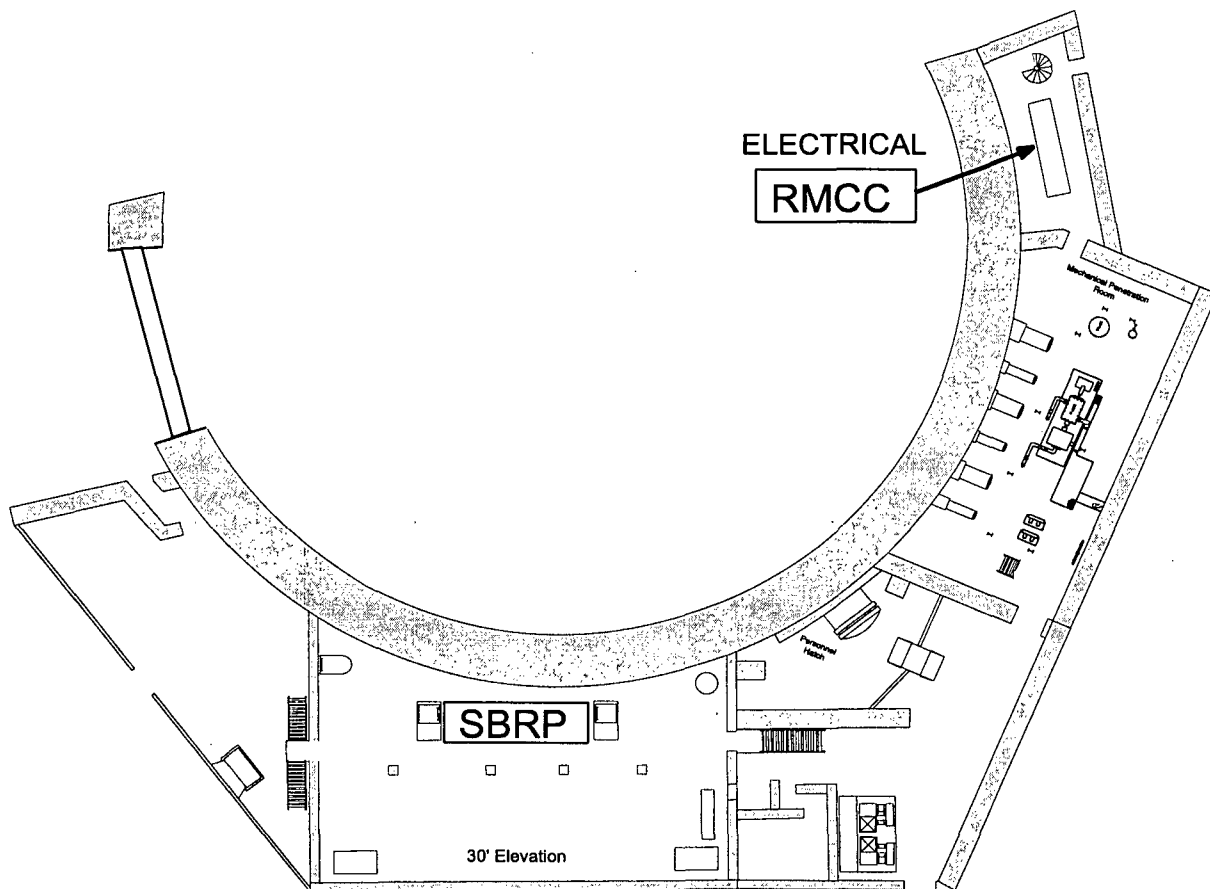 ELECTRICAL
RMCC
Mechanical Penetration
Room
Personnel
Hatch
SBRP
30' Elevation